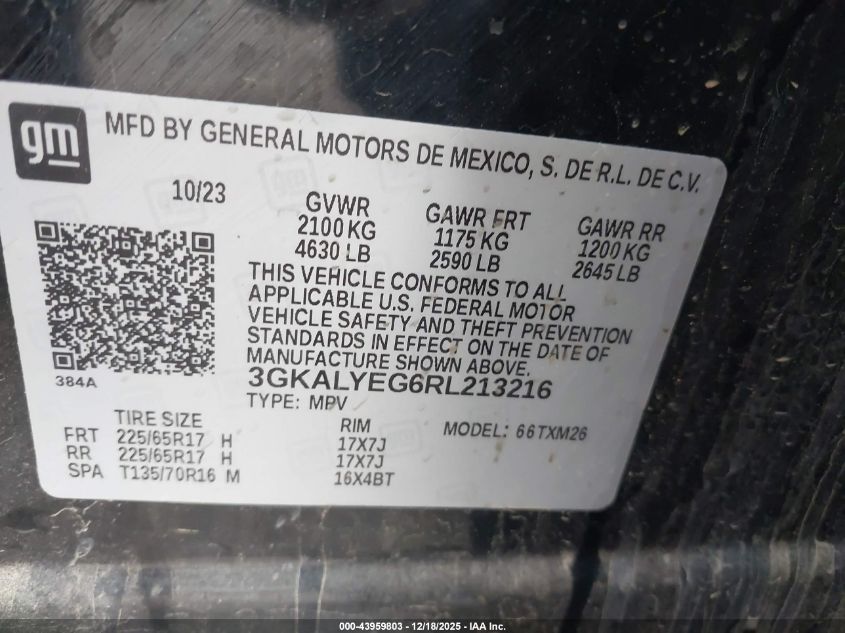 gm
MFD BY GENERAL MOTORS DE MEXICO, S. DE R.L. DE C.V.
10/23
GVWR GAWR FRT GAWR RR
2100 KG 1175 KG 1200 KG
4630 LB 2590 LB 2645 LB
THIS VEHICLE CONFORMS TO ALL
APPLICABLE U.S. FEDERAL MOTOR
VEHICLE SAFETY AND THEFT PREVENTION
STANDARDS IN EFFECT ON THE DATE OF
MANUFACTURE SHOWN ABOVE.
384A
3GKALYEG6RL213216
TYPE: MPV
TIRE SIZE RIM MODEL: 66TXM26
FRT 225/65R17 H 17X7J
RR 225/65R17 H 17X7J
SPA T135/70R16 M 16X4BT
000-43959803 - 12/18/2025 - IAA Inc.